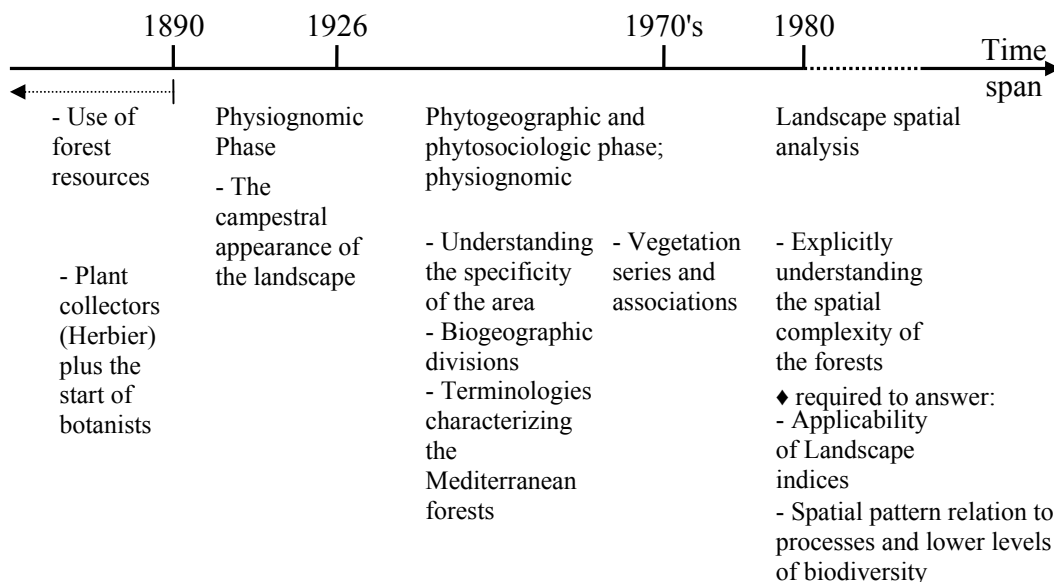 1890
1926
1970's
1980
Time
span
- Use of
forest
resources
- Plant
collectors
(Herbier)
plus the
start of
botanists
Physiognomic
Phase
- The
campestral
appearance of
the landscape
Phytogeographic and
phytosociologic phase;
physiognomic
- Understanding
the specificity
of the area
- Biogeographic
divisions
- Terminologies
characterizing
the
Mediterranean
forests
- Vegetation
series and
associations
Landscape spatial
analysis
- Explicitly
understanding
the spatial
complexity of
the forests
♦ required to answer:
- Applicability
of Landscape
indices
- Spatial pattern relation to
processes and lower levels
of biodiversity